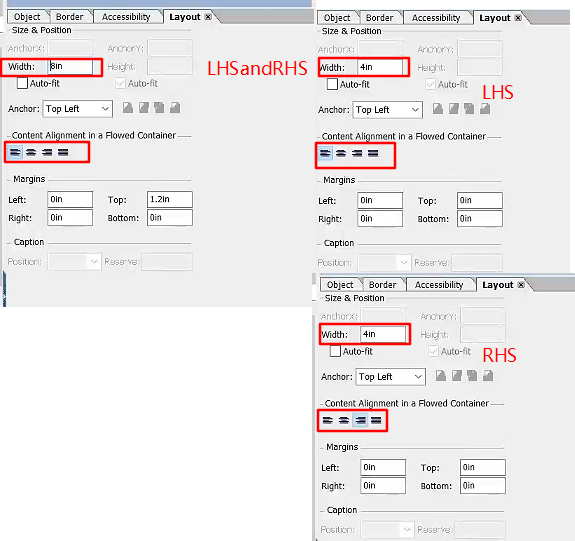 Object Border Accessibility Layout
Size & Position
AnchorX: AnchorY:
Width: 8in Height:
Auto-fit Auto-fit
Anchor: Top Left
Content Alignment in a Flowed Container
Margins
Left: 0in Top: 1.2in
Right: 0in Bottom: 0in
Caption
Position: Reserve:
LHSandRHS
Object Border Accessibility Layout
Size & Position
AnchorX: AnchorY:
Width: 4in Height:
Auto-fit Auto-fit
LHS
Anchor: Top Left
Content Alignment in a Flowed Container
Margins
Left: 0in Top: 0in
Right: 0in Bottom: 0in
Caption
Position: Reserve:
Object Border Accessibility Layout
Size & Position
AnchorX: AnchorY:
Width: 4in Height:
Auto-fit Auto-fit
RHS
Anchor: Top Left
Content Alignment in a Flowed Container
Margins
Left: 0in Top: 0in
Right: 0in Bottom: 0in
Caption
Position: Reserve: